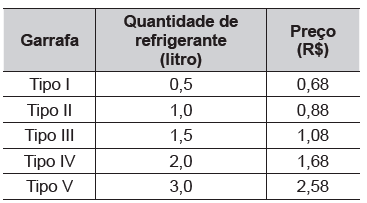 Garrafa Quantidade de refrigerante (litro) Preço (R$)
Tipo I 0,5 0,68
Tipo II 1,0 0,88
Tipo III 1,5 1,08
Tipo IV 2,0 1,68
Tipo V 3,0 2,58